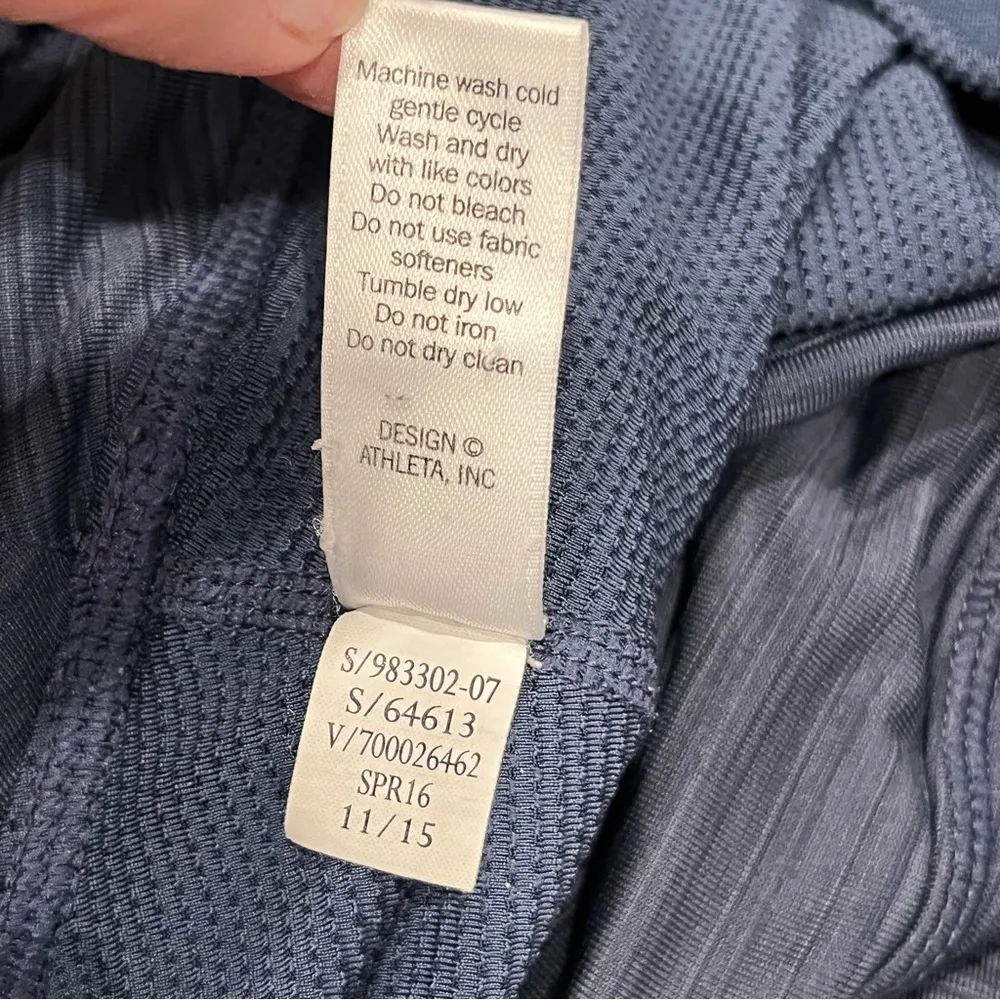 Machine wash cold
gentle cycle
Wash and dry
with like colors
Do not bleach
Do not use fabric
softeners
Tumble dry low
Do not iron
Do not dry clean
DESIGN ©
ATHLETA, INC
S/983302-07
S/64613
V/700026462
SPR16
11/15